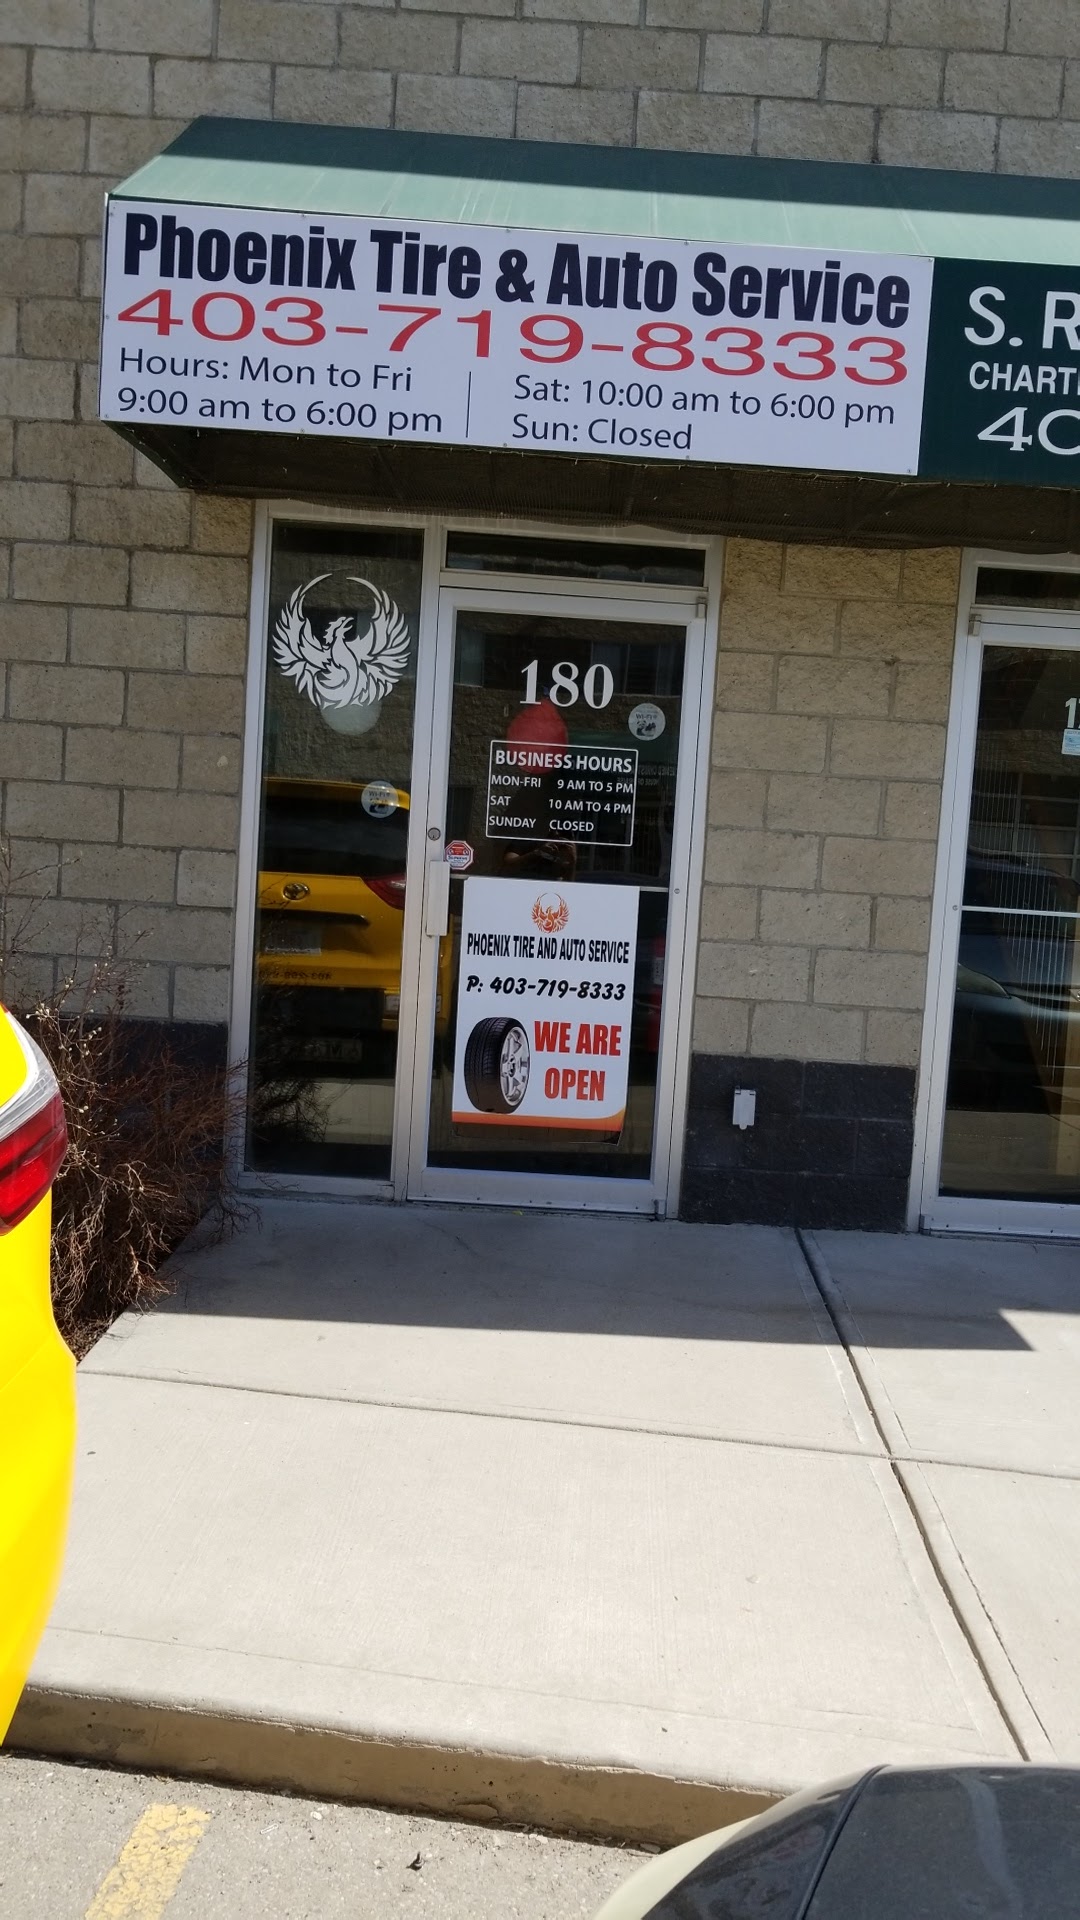 Phoenix Tire & Auto Service
403-719-8333
Hours: Mon to Fri
9:00 am to 6:00 pm
Sat: 10:00 am to 6:00 pm
Sun: Closed
S. R
CHART
40
180
BUSINESS HOURS
MON-FRI 9 AM TO 5 PM
SAT 10 AM TO 4 PM
SUNDAY CLOSED
PHOENIX TIRE AND AUTO SERVICE
P: 403-719-8333
WE ARE
OPEN